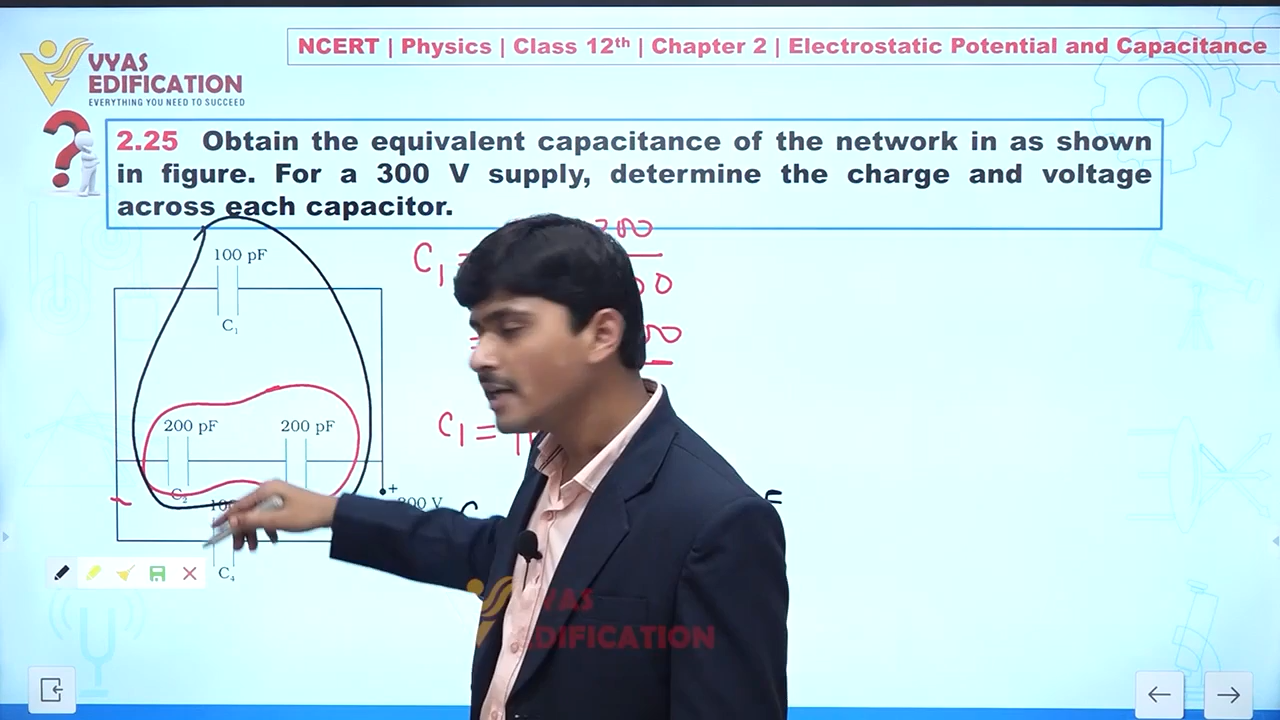 VYAS
EDIFICATION
EVERYTHING YOU NEED TO SUCCEED
NCERT | Physics | Class 12th | Chapter 2 | Electrostatic Potential and Capacitance
2.25 Obtain the equivalent capacitance of the network in as shown
in figure. For a 300 V supply, determine the charge and voltage
across each capacitor.
100 pF
C₁
200 pF
200 pF
C₂
+
300 V
C₄
C₁ =
C₁ =
VYAS
EDIFICATION